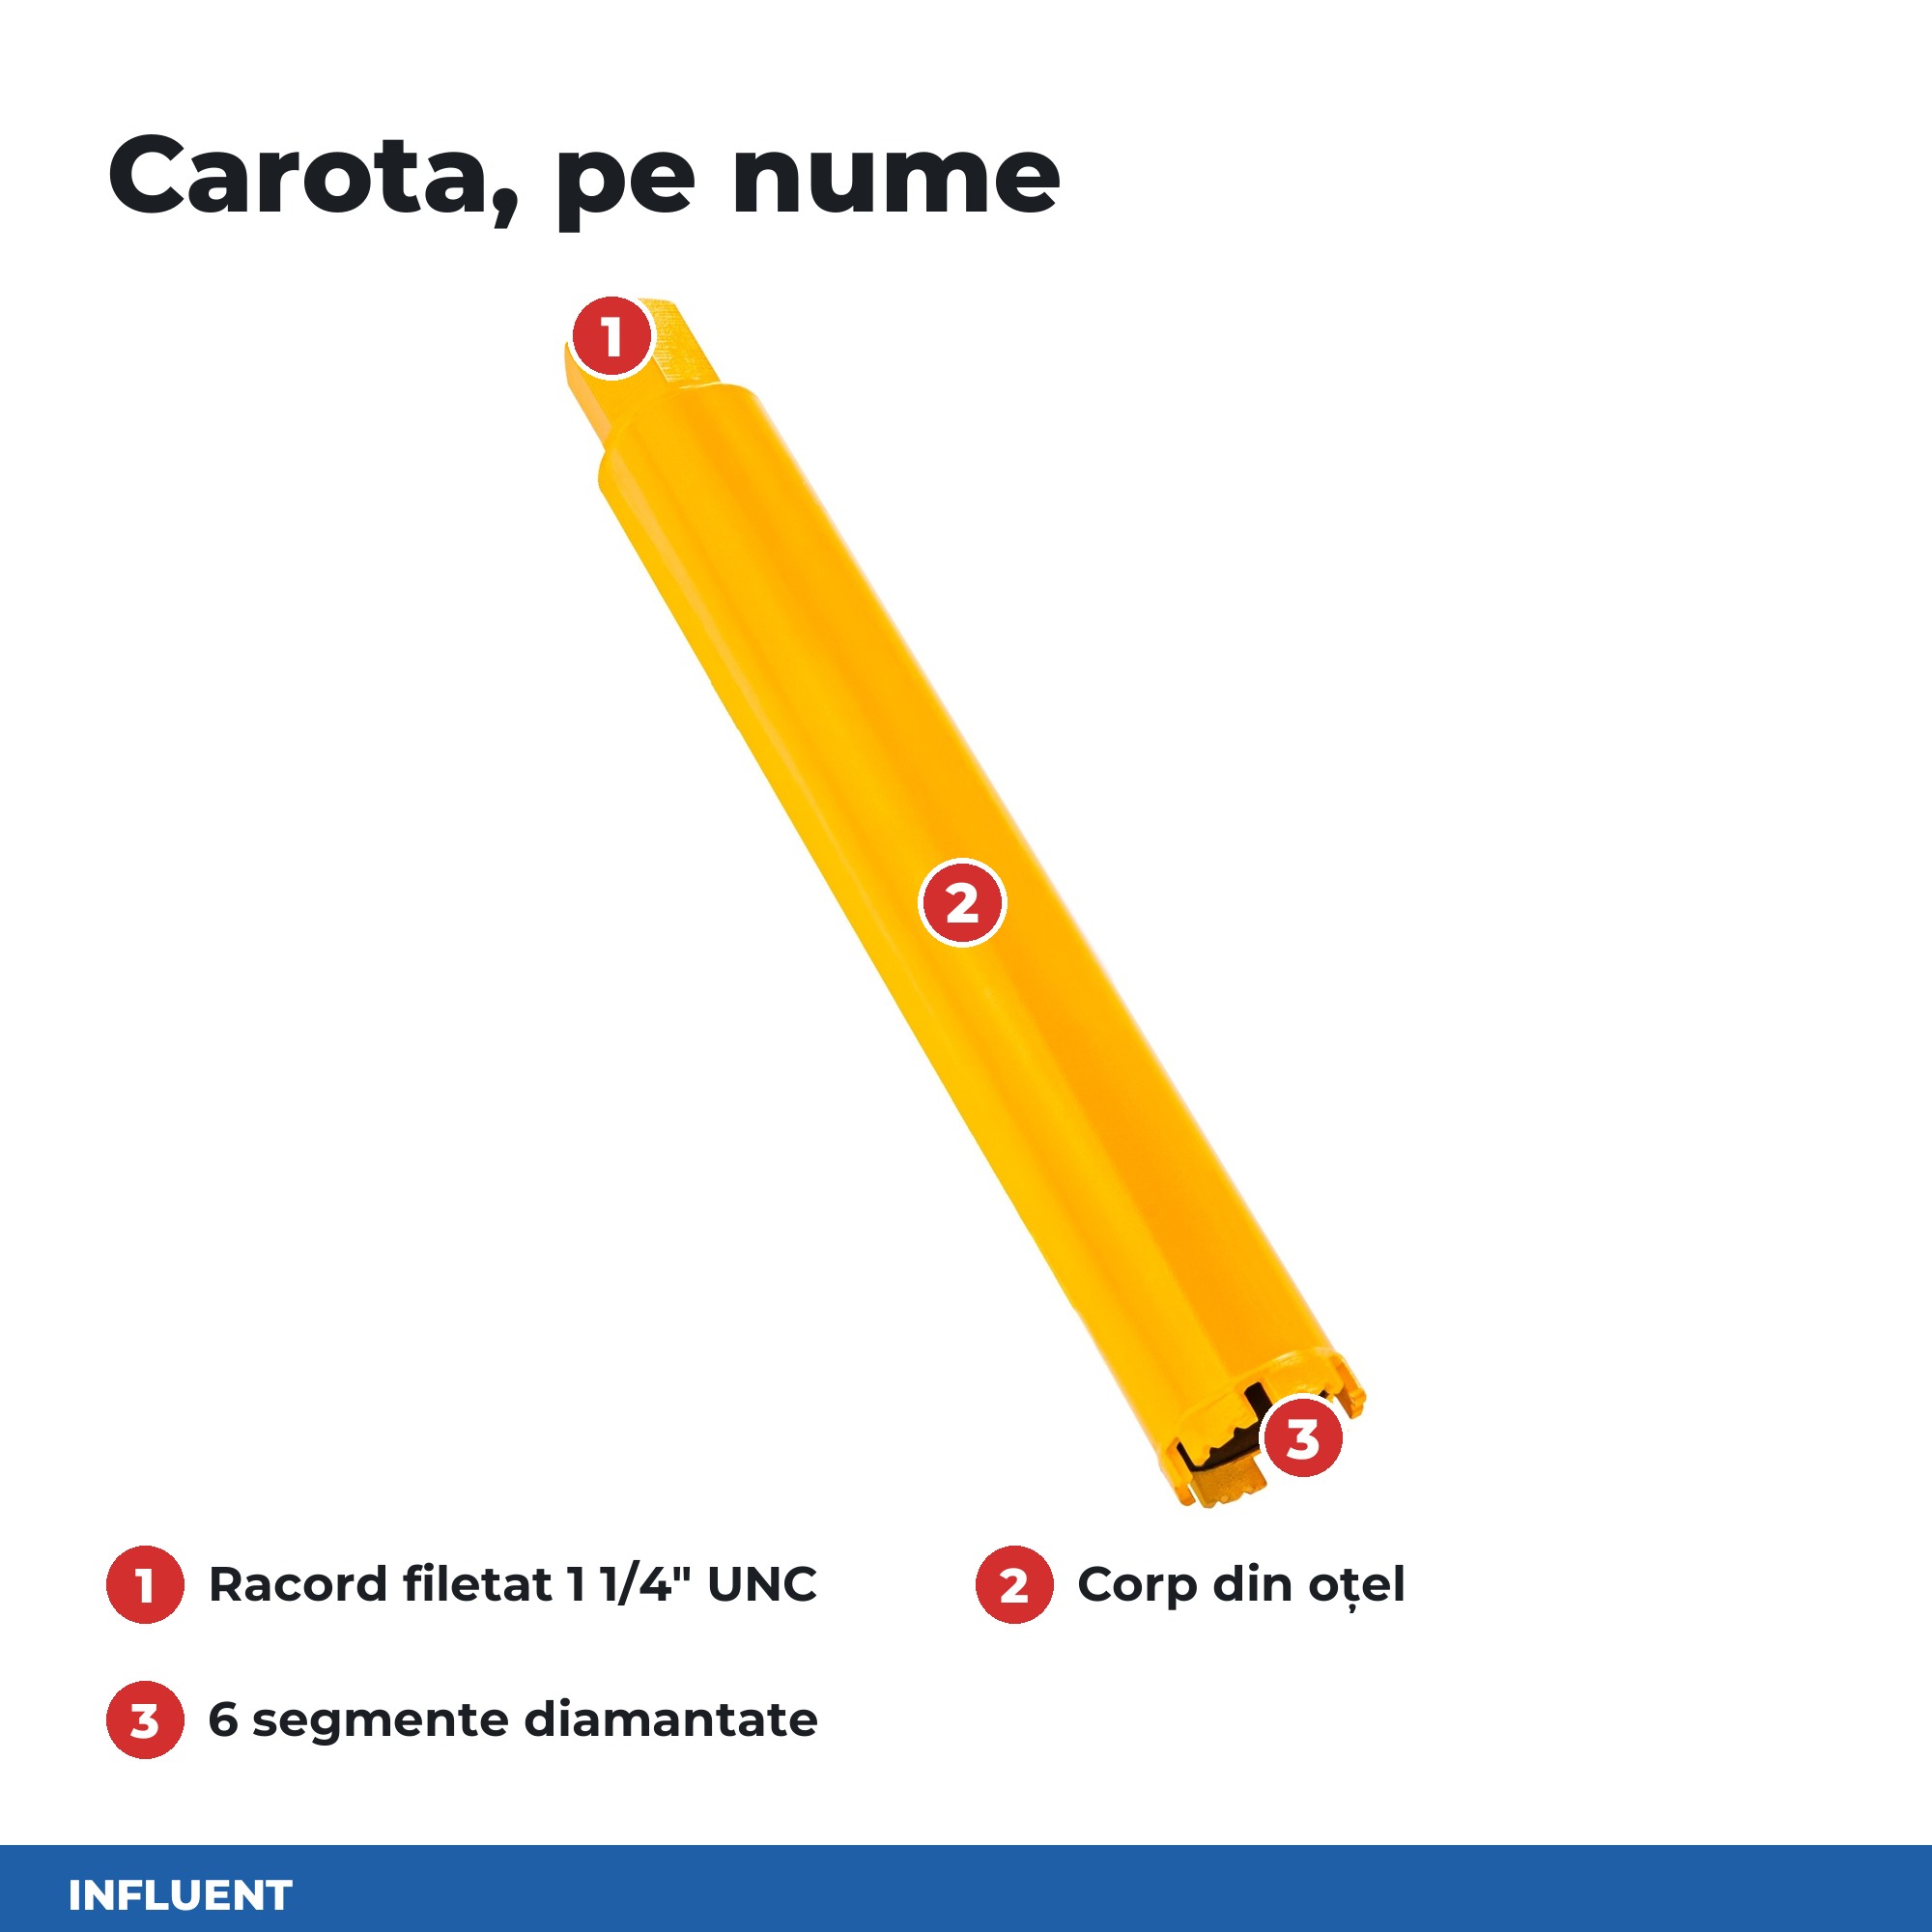 Carota, pe nume
1
2
3
1 Racord filetat 1 1/4" UNC
2 Corp din oțel
3 6 segmente diamantate
INFLUENT